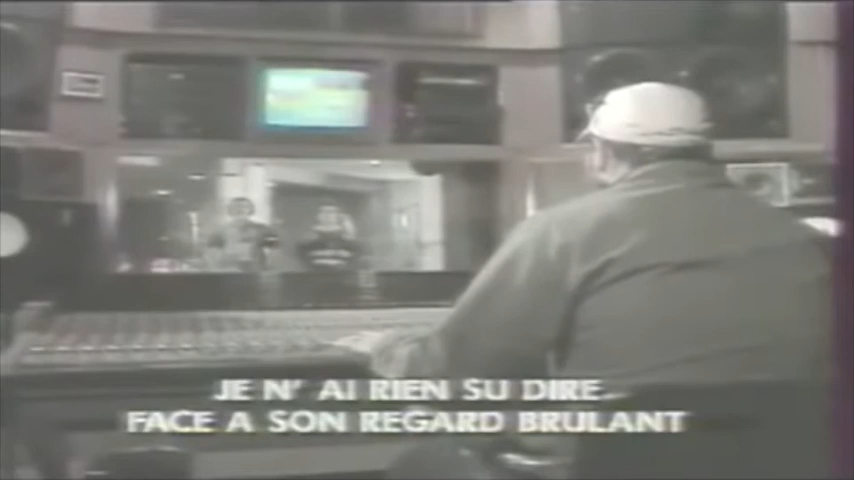 JE N' AI RIEN SU DIRE
FACE A SON REGARD BRULANT